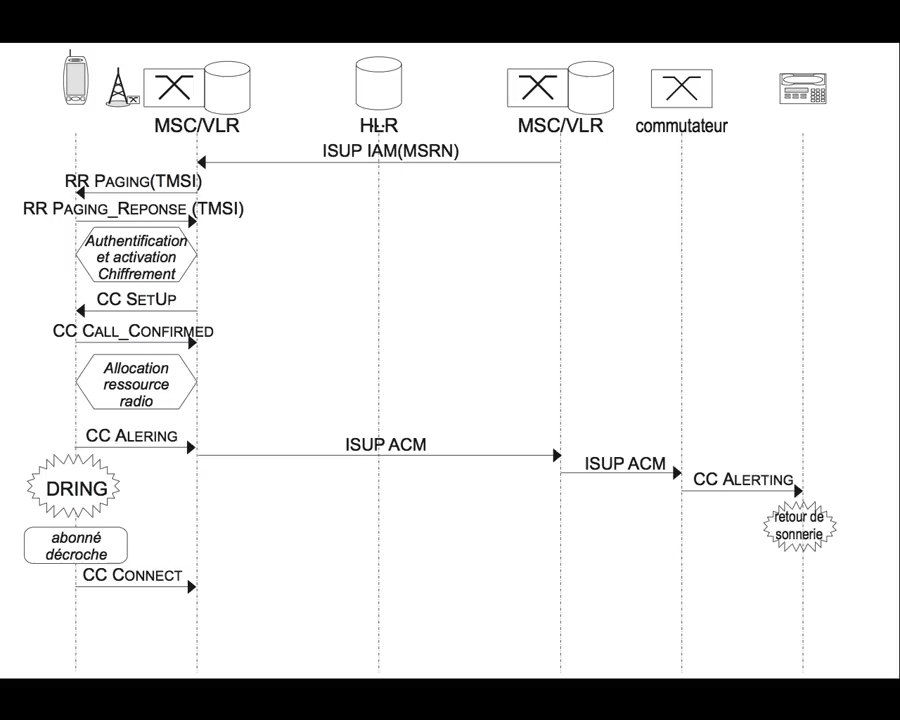 MSC/VLR
HLR
MSC/VLR
commutateur
ISUP IAM(MSRN)
RR PAGING(TMSI)
RR PAGING_REPONSE (TMSI)
Authentification
et activation
Chiffrement
CC SETUP
CC CALL_CONFIRMED
Allocation
ressource
radio
CC ALERING
ISUP ACM
ISUP ACM
CC ALERTING
DRING
retour de
sonnerie
abonné
décroche
CC CONNECT